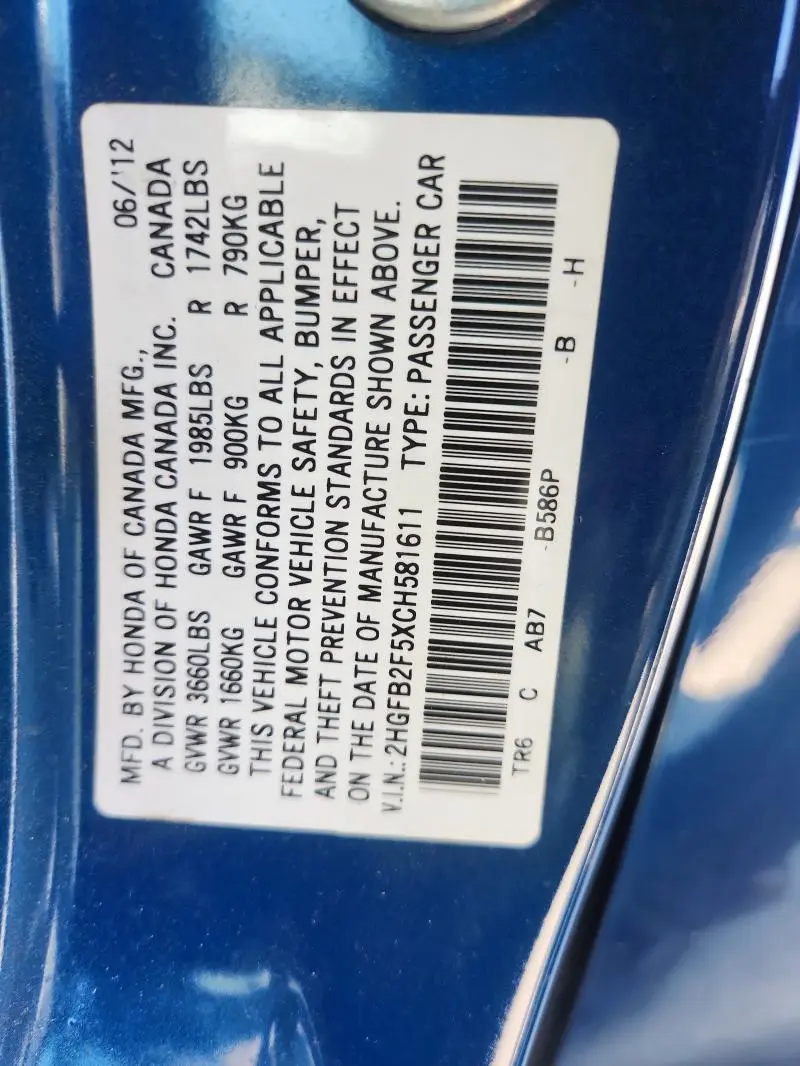 MFD. BY HONDA OF CANADA MFG., 06/'12
A DIVISION OF HONDA CANADA INC. CANADA
GVWR 3660LBS GAWR F 1985LBS R 1742LBS
GVWR 1660KG GAWR F 900KG R 790KG
THIS VEHICLE CONFORMS TO ALL APPLICABLE
FEDERAL MOTOR VEHICLE SAFETY, BUMPER,
AND THEFT PREVENTION STANDARDS IN EFFECT
ON THE DATE OF MANUFACTURE SHOWN ABOVE.
V.I.N.: 2HGFB2F5XCH581611 TYPE: PASSENGER CAR
TR6 C AB7 -B586P -B -H